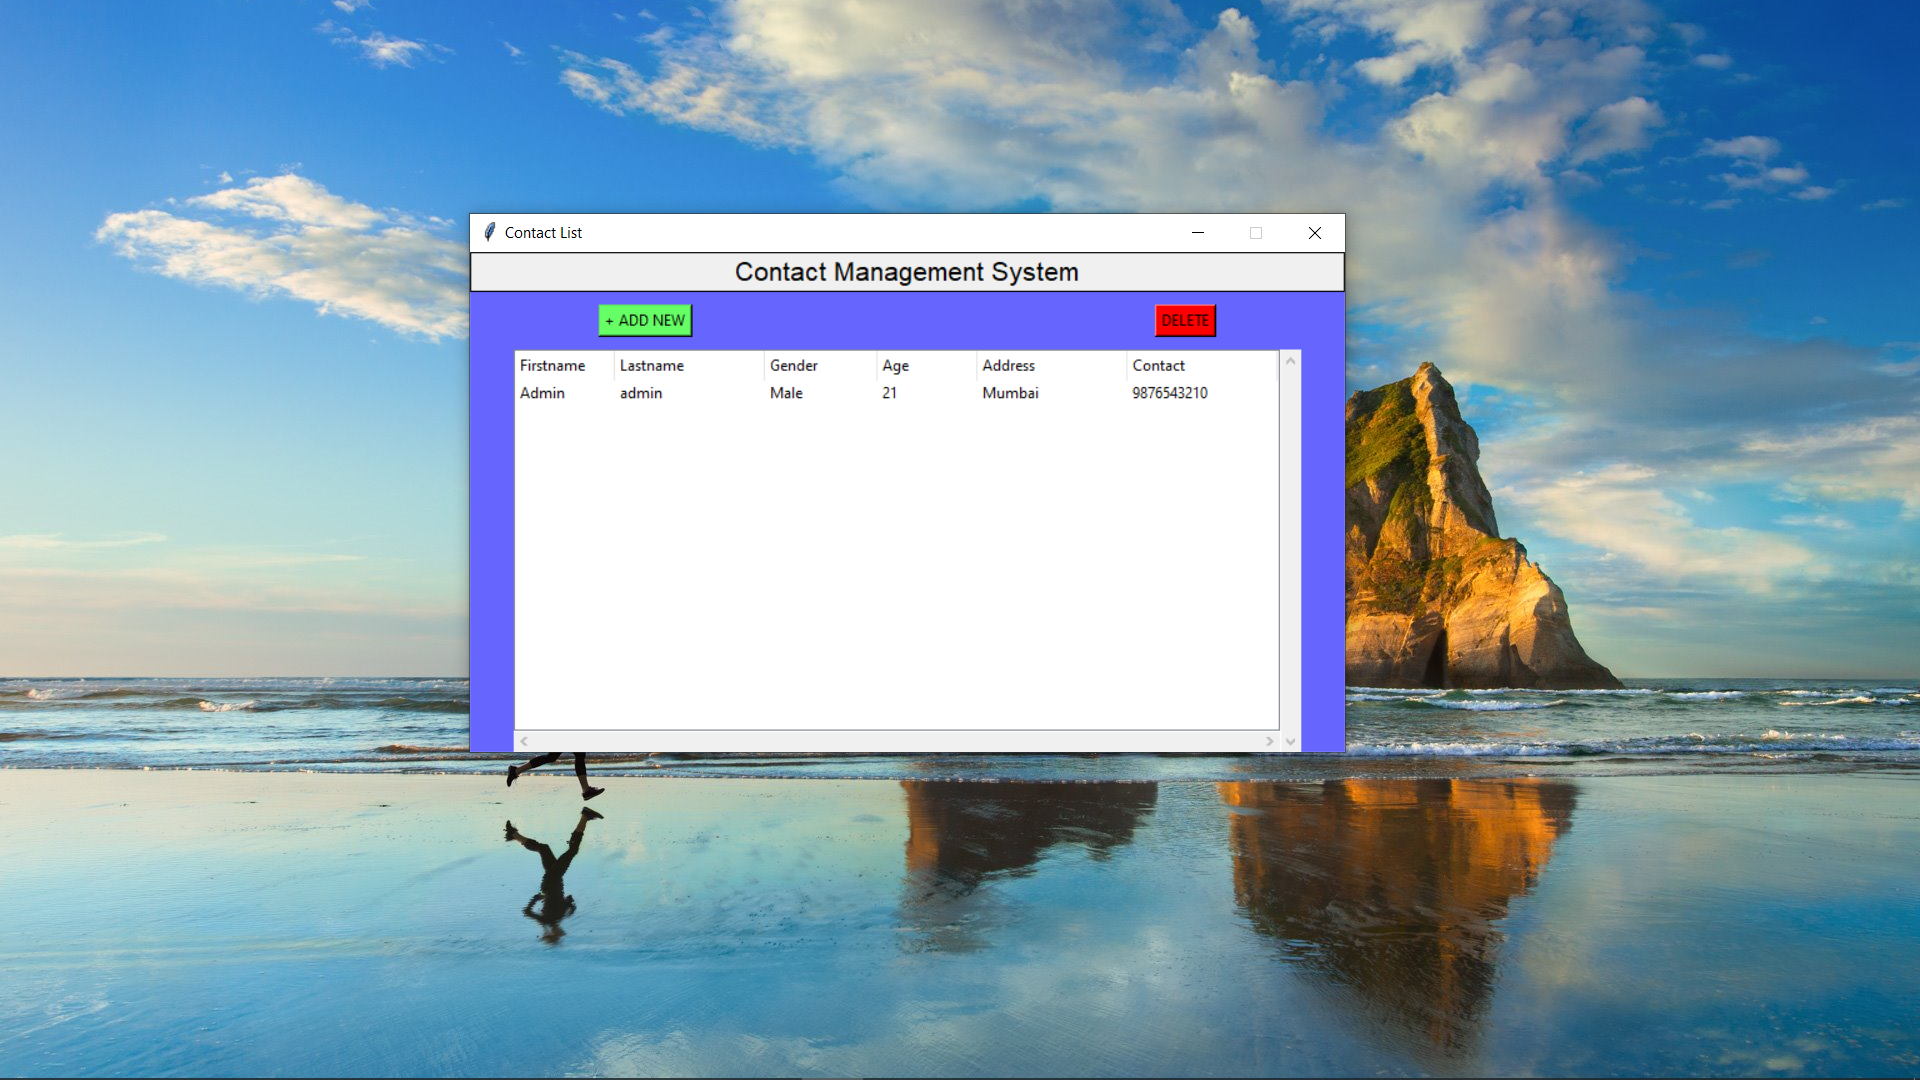 Contact List
Contact Management System
+ ADD NEW
DELETE
Firstname Lastname Gender Age Address Contact
Admin admin Male 21 Mumbai 9876543210